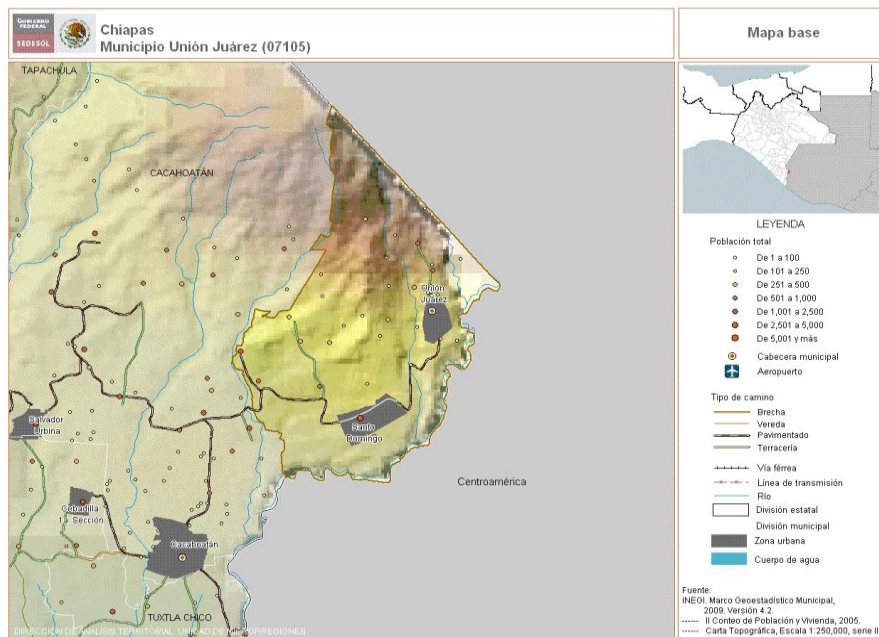 GOBIERNO
FEDERAL
SEDESOL
Chiapas
Municipio Unión Juárez (07105)
Mapa base
TAPACHULA
CACAHOATÁN
Unión
Juárez
Salvador
Urbina
Santo
Domingo
Centroamérica
1a. Sección
Cacahoatán
TUXTLA CHICO
DIRECCIÓN DE ANÁLISIS TERRITORIAL. UNIDAD DE MICRORREGIONES
LEYENDA
Población total
De 1 a 100
De 101 a 250
De 251 a 500
De 501 a 1,000
De 1,001 a 2,500
De 2,501 a 5,000
De 5,001 y más
Cabecera municipal
Aeropuerto
Tipo de camino
Brecha
Vereda
Pavimentado
Terracería
Vía férrea
Línea de transmisión
Río
División estatal
División municipal
Zona urbana
Cuerpo de agua
Fuente:
INEGI. Marco Geoestadístico Municipal,
2009. Versión 4.2.
II Conteo de Población y Vivienda, 2005.
Carta Topográfica, Escala 1:250,000, serie II